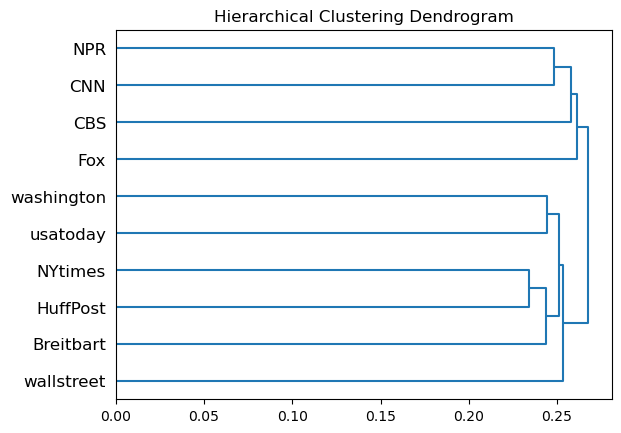 Hierarchical Clustering Dendrogram
NPR
CNN
CBS
Fox
washington
usatoday
NYtimes
HuffPost
Breitbart
wallstreet
0.00 0.05 0.10 0.15 0.20 0.25